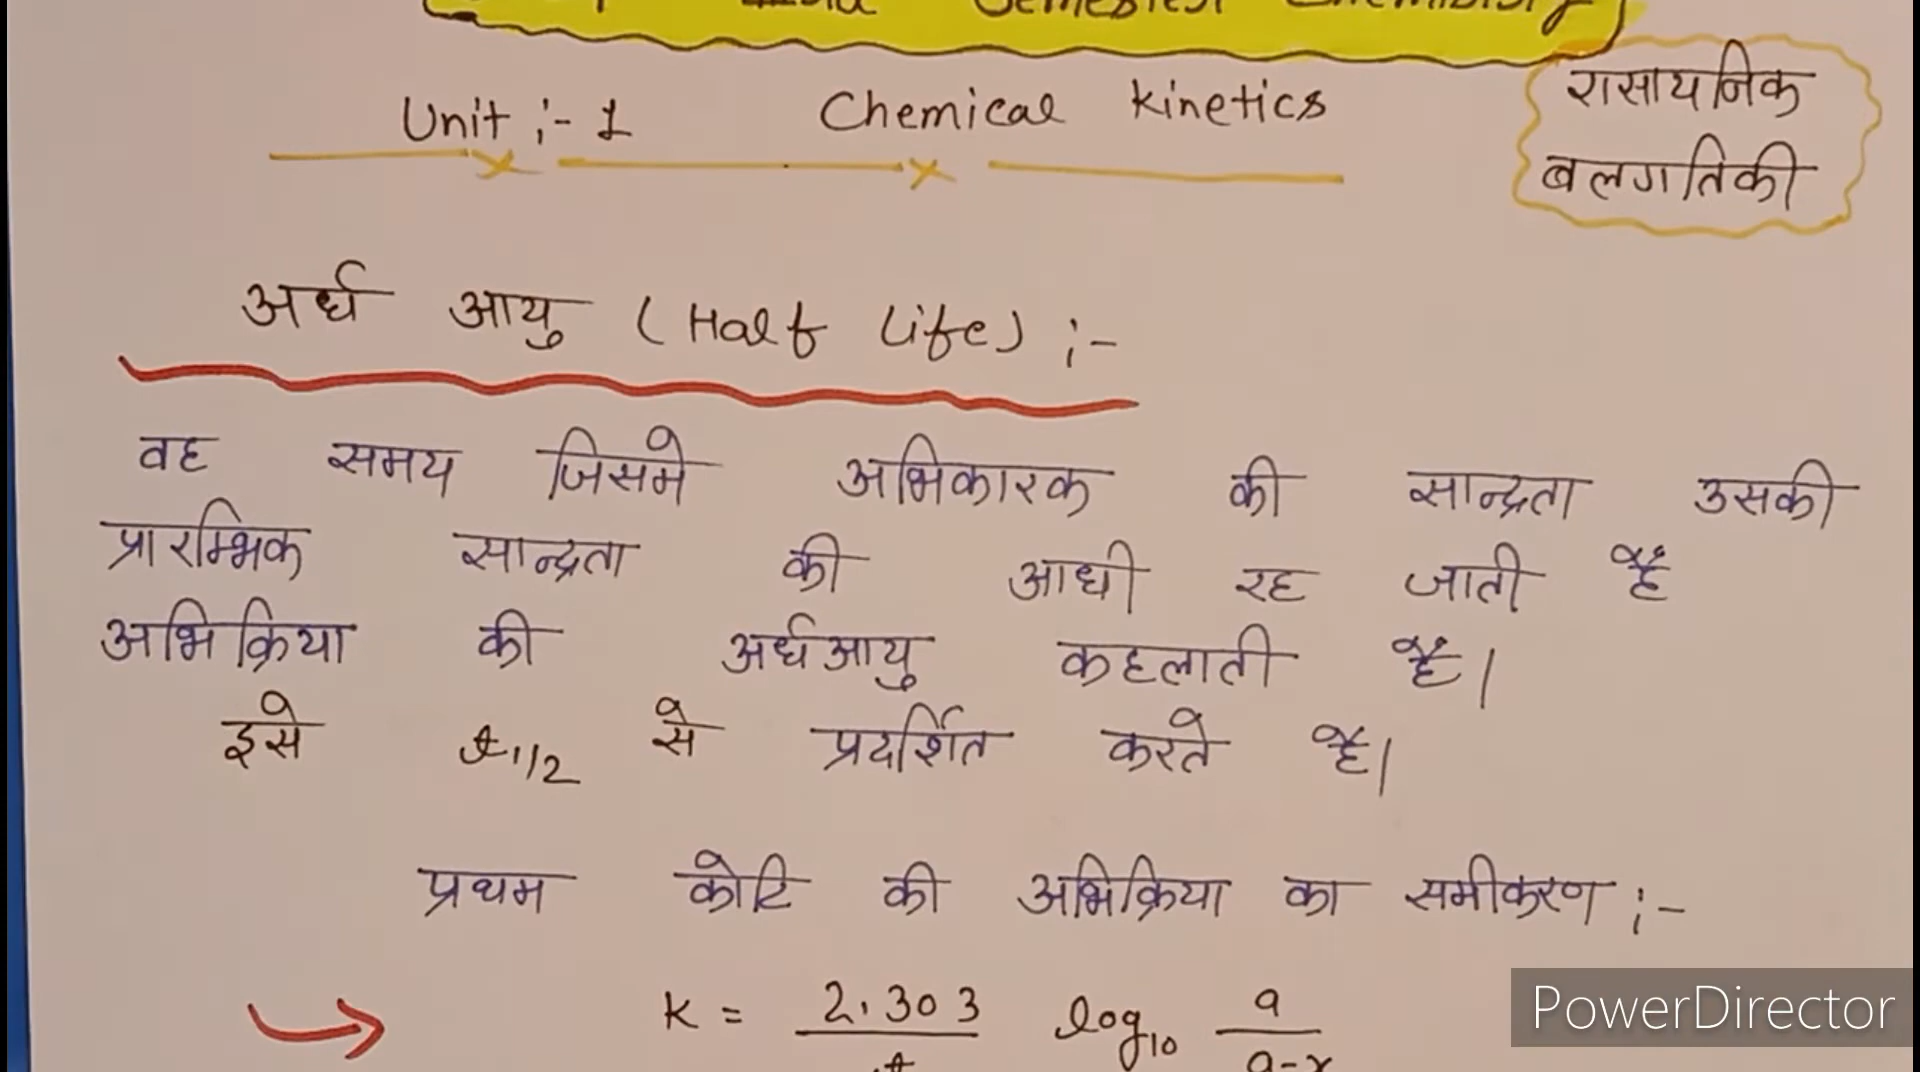 Semester Chemistry
Unit :- 1 Chemical Kinetics
रासायनिक
बलगतिकी
अर्ध आयु (Half Life) :-
वह समय जिसमे अभिकारक की सान्द्रता उसकी
प्रारम्भिक सान्द्रता की आधी रह जाती है
अभिक्रिया की अर्धआयु कहलाती है।
इसे t1/2 से प्रदर्शित करते है।
प्रथम कोटि की अभिक्रिया का समीकरण :-
K = 2.303 / t log10 a / a-x
PowerDirector